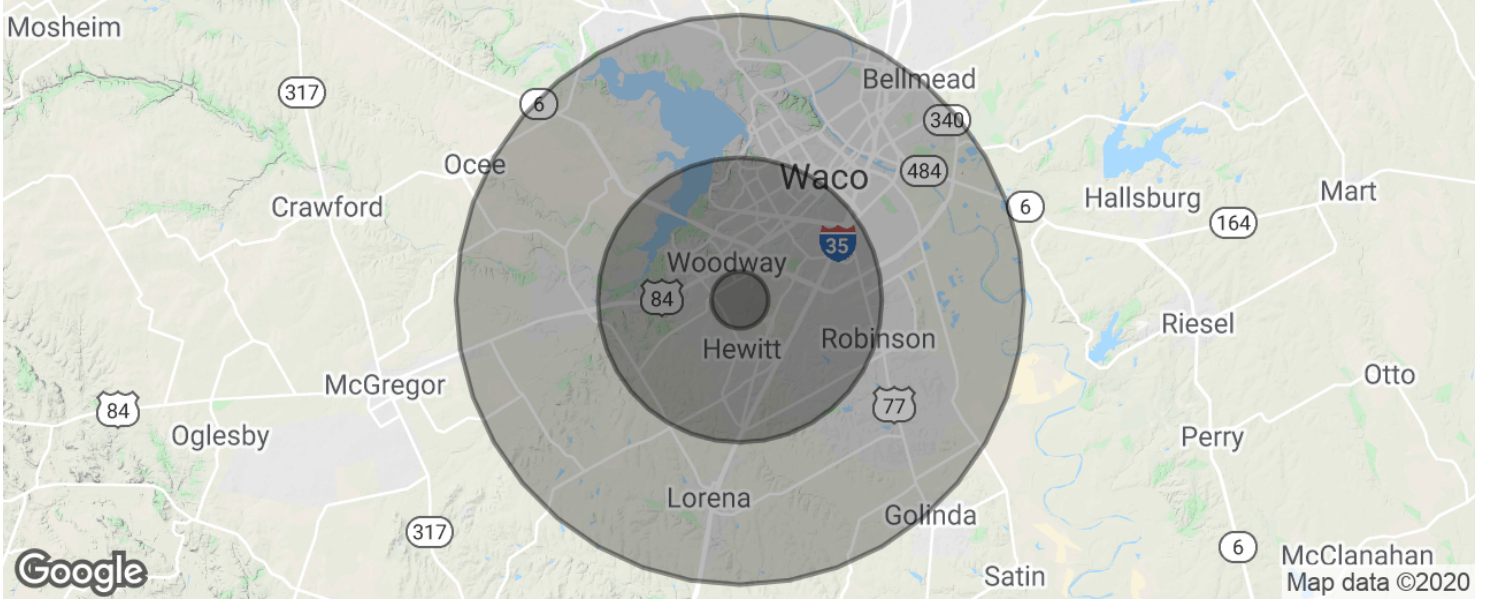 Mosheim
Bellmead
317
6
340
Ocee
484
Waco
Crawford
Hallsburg
Mart
6
164
35
Woodway
84
Riesel
Robinson
Hewitt
McGregor
Otto
84
77
Oglesby
Perry
Lorena
Golinda
317
6
McClanahan
Google
Satin
Map data ©2020